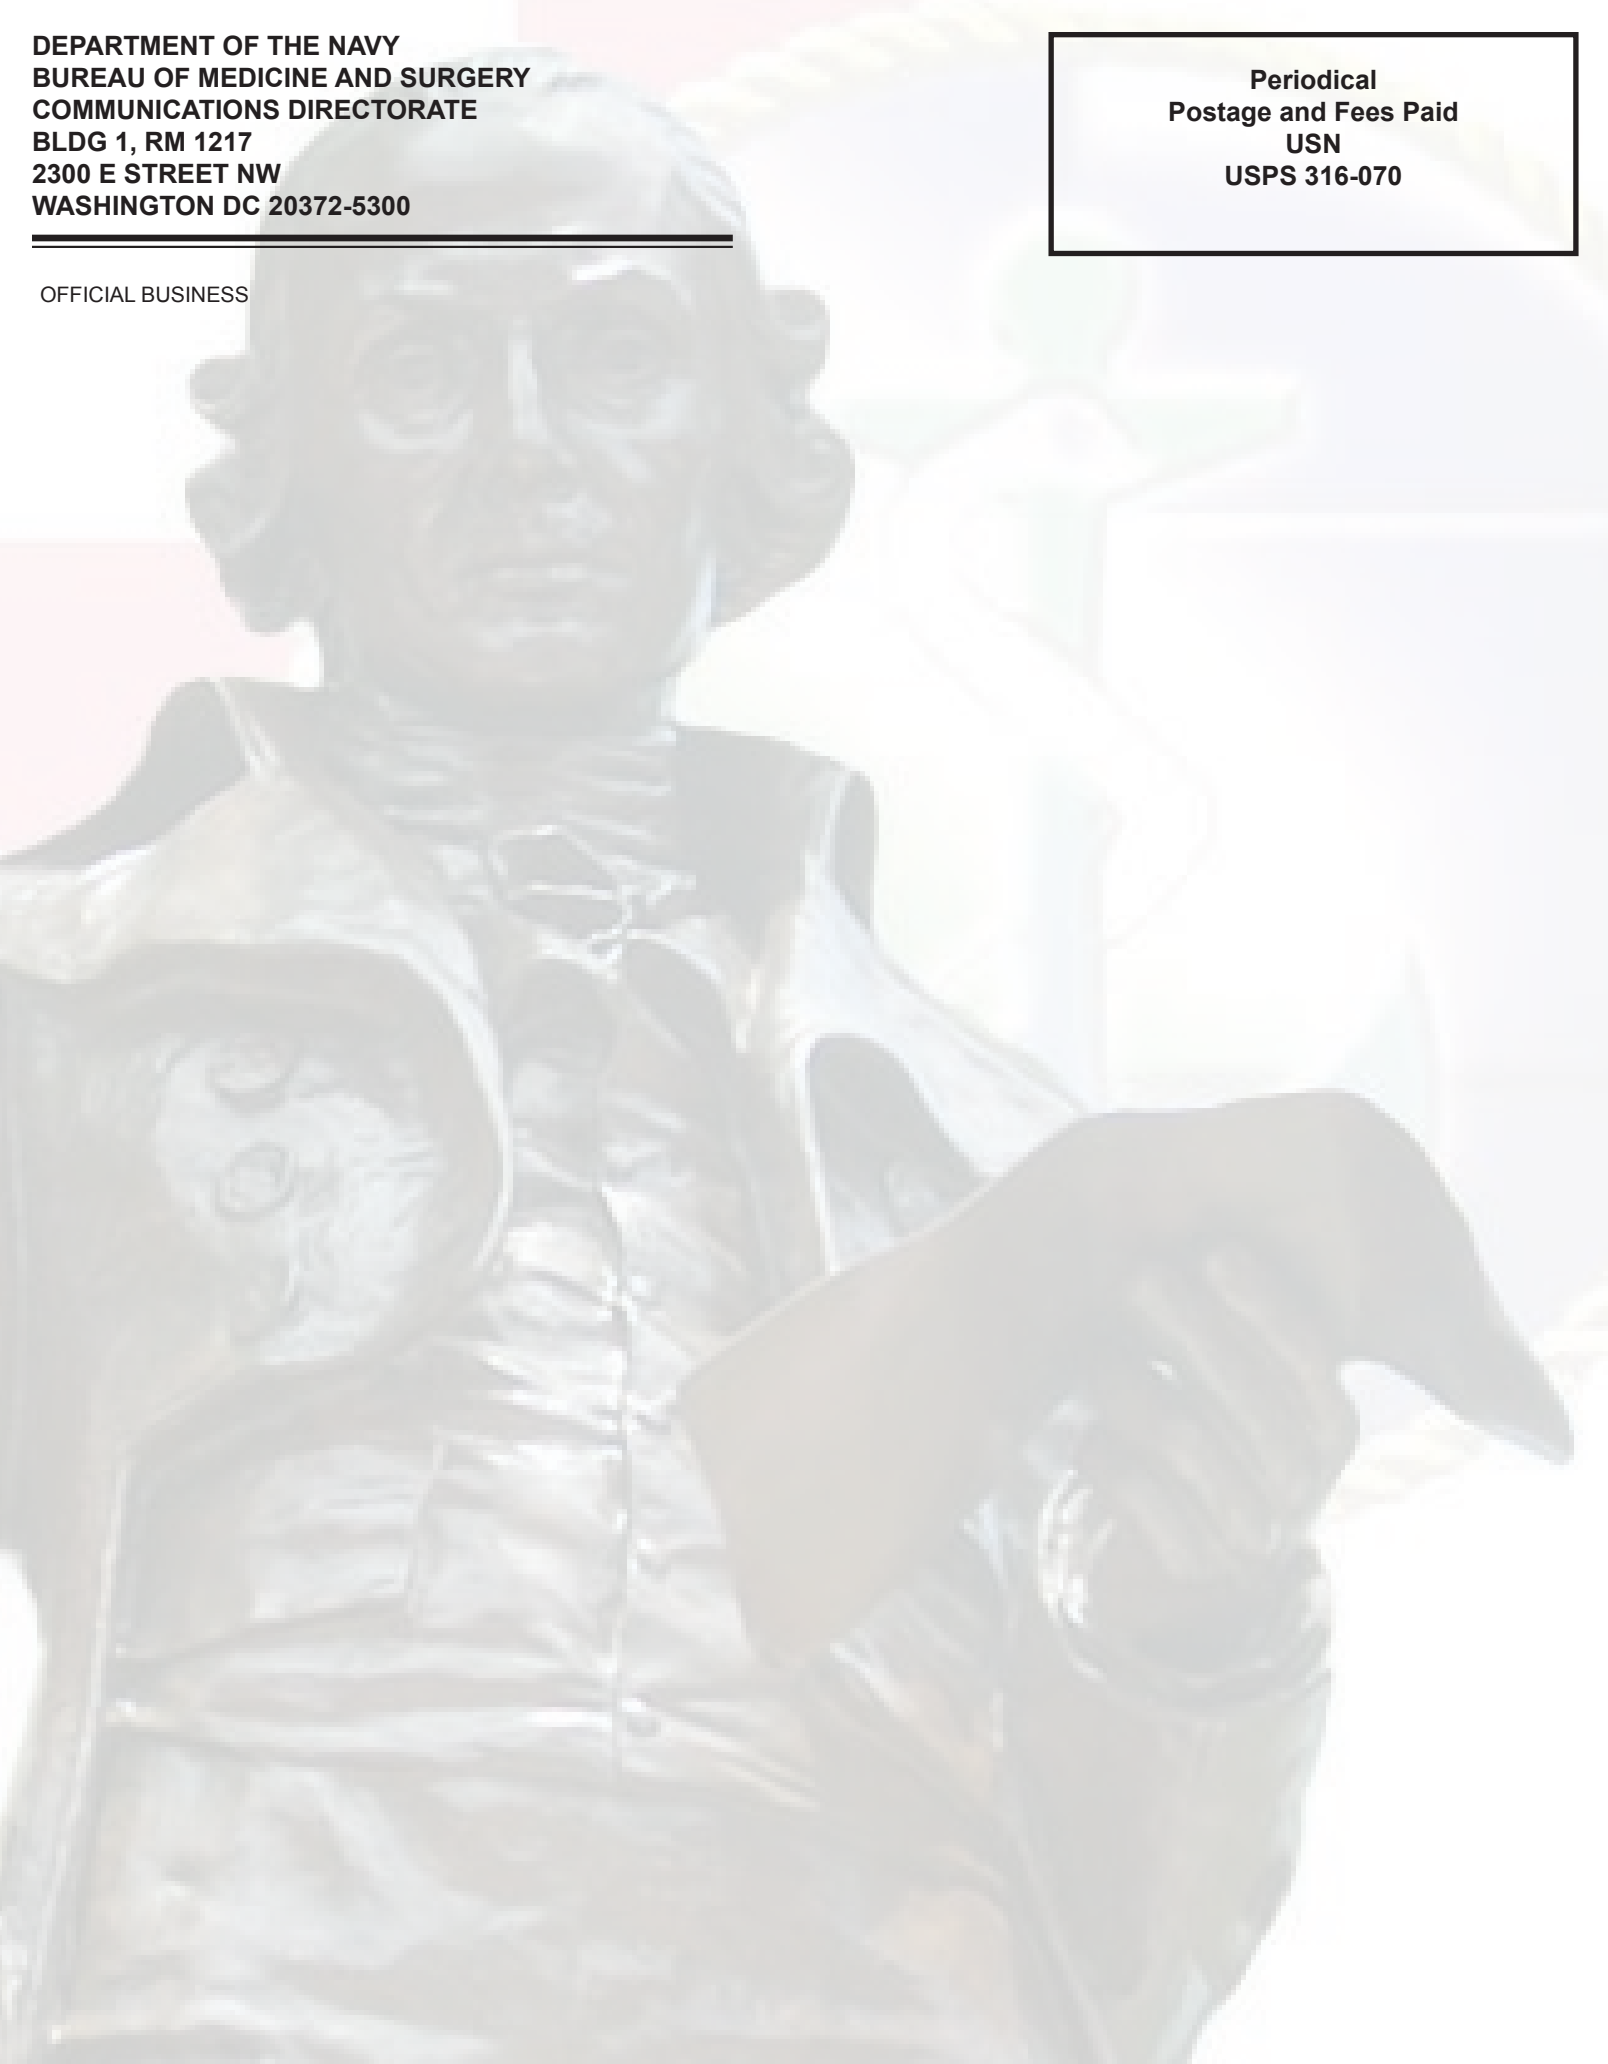 DEPARTMENT OF THE NAVY
BUREAU OF MEDICINE AND SURGERY
COMMUNICATIONS DIRECTORATE
BLDG 1, RM 1217
2300 E STREET NW
WASHINGTON DC 20372-5300
OFFICIAL BUSINESS
Periodical
Postage and Fees Paid
USN
USPS 316-070